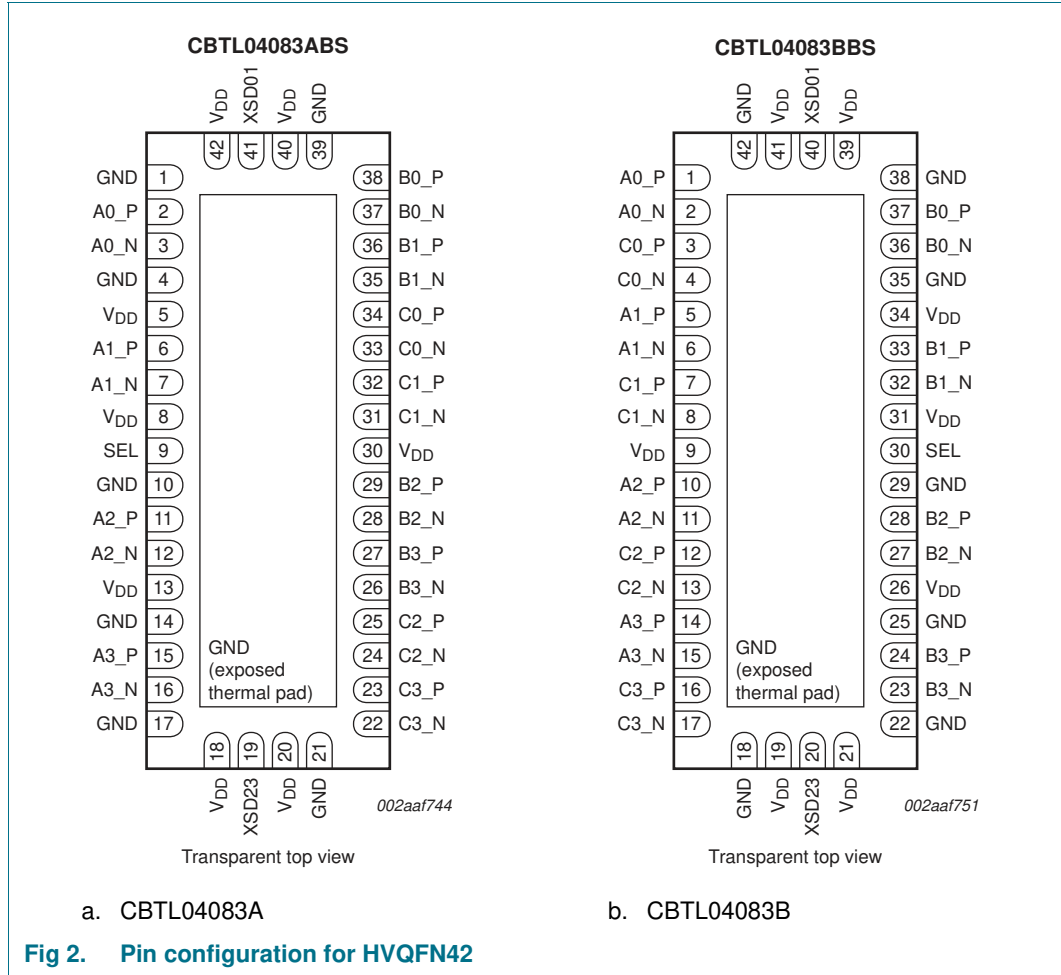 CBTL04083ABS
VDD XSD01 VDD GND
42 41 40 39
GND 1 38 B0_P
A0_P 2 37 B0_N
A0_N 3 36 B1_P
GND 4 35 B1_N
VDD 5 34 C0_P
A1_P 6 33 C0_N
A1_N 7 32 C1_P
VDD 8 31 C1_N
SEL 9 30 VDD
GND 10 29 B2_P
A2_P 11 28 B2_N
A2_N 12 27 B3_P
VDD 13 26 B3_N
GND 14 25 C2_P
A3_P 15 24 C2_N
A3_N 16 23 C3_P
GND 17 22 C3_N
GND
(exposed
thermal pad)
18 19 20 21
VDD XSD23 VDD GND
002aaf744
Transparent top view
a. CBTL04083A
CBTL04083BBS
GND VDD XSD01 VDD
42 41 40 39
A0_P 1 38 GND
A0_N 2 37 B0_P
C0_P 3 36 B0_N
C0_N 4 35 GND
A1_P 5 34 VDD
A1_N 6 33 B1_P
C1_P 7 32 B1_N
C1_N 8 31 VDD
VDD 9 30 SEL
A2_P 10 29 GND
A2_N 11 28 B2_P
C2_P 12 27 B2_N
C2_N 13 26 VDD
A3_P 14 25 GND
A3_N 15 24 B3_P
C3_P 16 23 B3_N
C3_N 17 22 GND
GND
(exposed
thermal pad)
18 19 20 21
GND VDD XSD23 VDD
002aaf751
Transparent top view
b. CBTL04083B
Fig 2. Pin configuration for HVQFN42